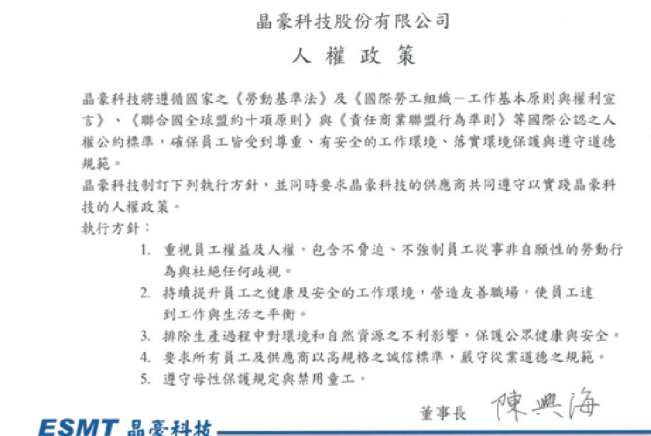 晶豪科技股份有限公司
人權政策
晶豪科技將遵循國家之《勞動基準法》及《國際勞工組織－工作基本原則與權利宣
言》、《聯合國全球盟約十項原則》與《責任商業聯盟行為準則》等國際公認之人
權公約標準，確保員工皆受到尊重、有安全的工作環境、落實環境保護與遵守道德
規範。
晶豪科技制訂下列執行方針，並同時要求晶豪科技的供應商共同遵守以實踐晶豪科
技的人權政策。
執行方針：
1. 重視員工權益及人權，包含不脅迫、不強制員工從事非自願性的勞動行
為與杜絕任何歧視。
2. 持續提升員工之健康及安全的工作環境，營造友善職場，使員工達
到工作與生活之平衡。
3. 排除生產過程中對環境和自然資源之不利影響，保護公眾健康與安全。
4. 要求所有員工及供應商以高規格之誠信標準，嚴守從業道德之規範。
5. 遵守母性保護規定與禁用童工。
董事長 陳興海
ESMT 晶豪科技